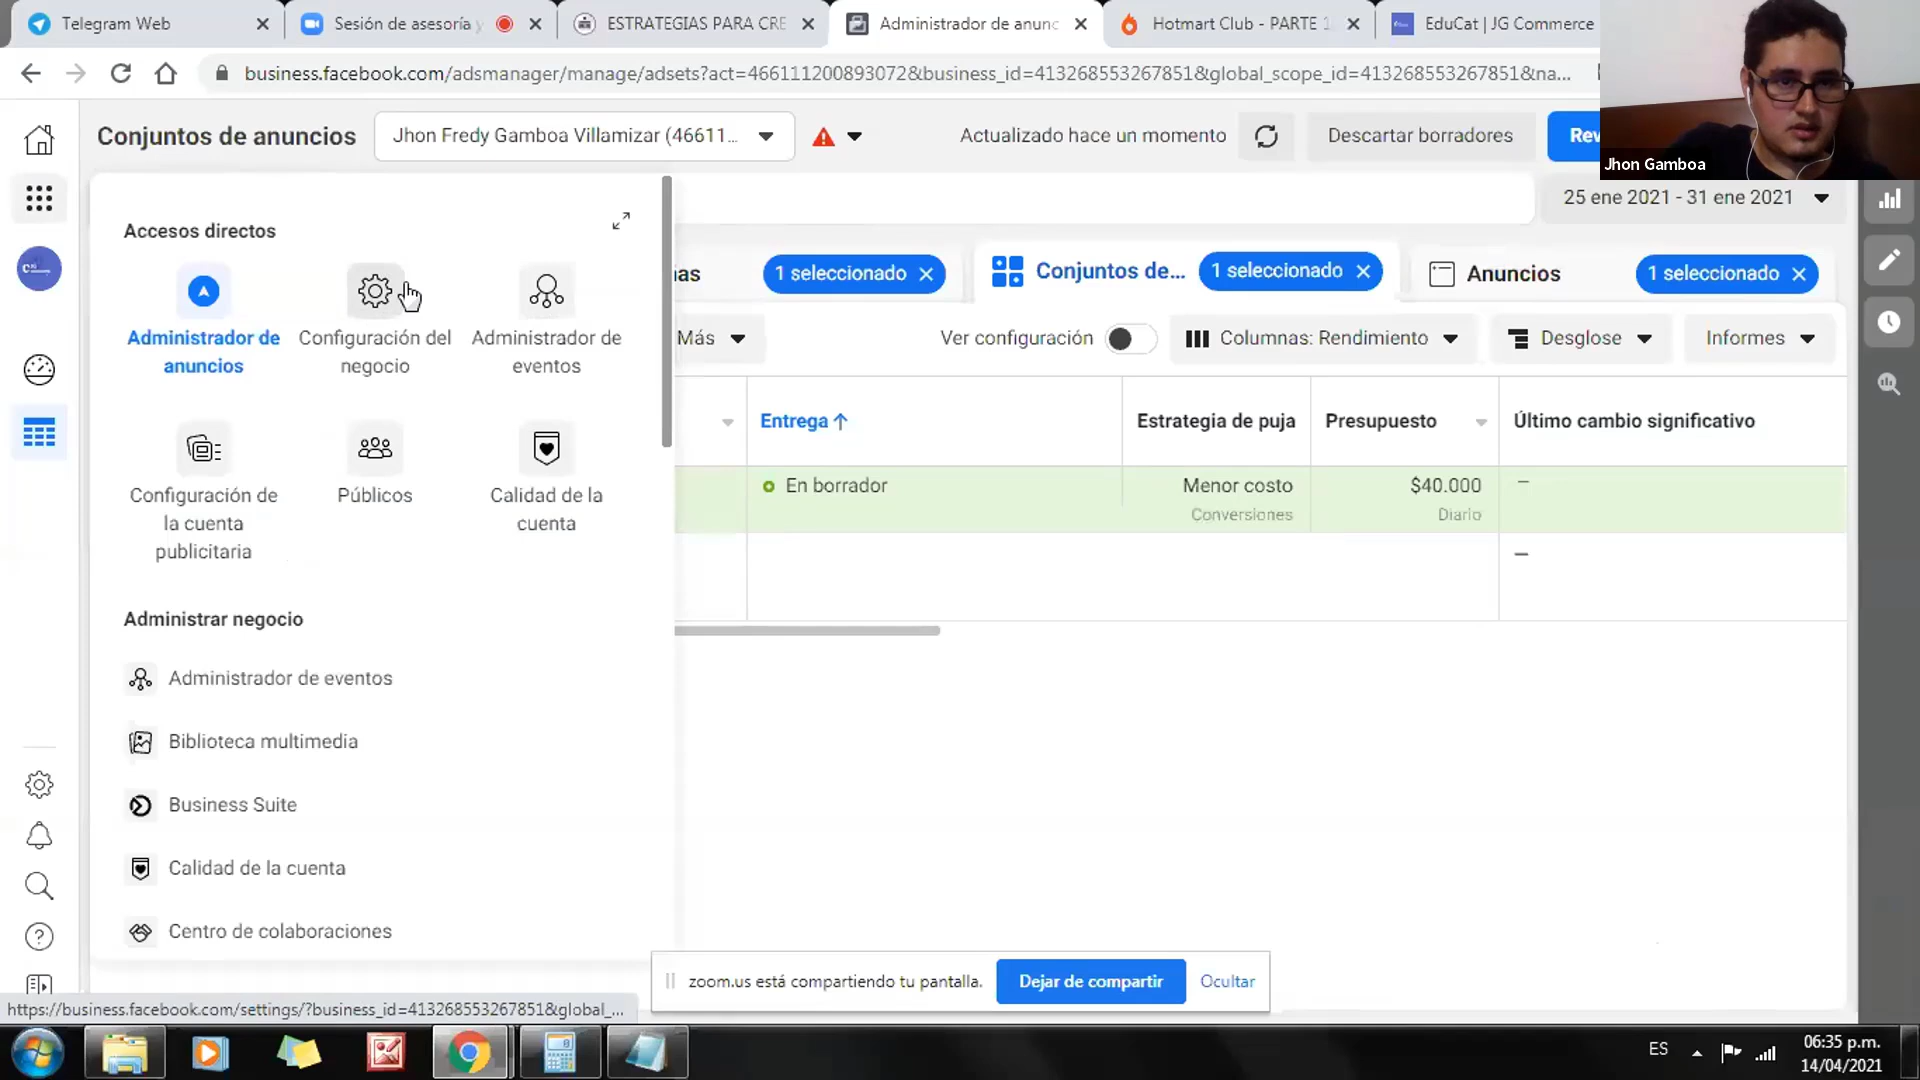 Telegram Web
Sesión de asesoría y
ESTRATEGIAS PARA CRE
Administrador de anunc
Hotmart Club - PARTE 1
EduCat | JG Commerce
business.facebook.com/adsmanager/manage/adsets?act=466111200893072&business_id=413268553267851&global_scope_id=413268553267851&na...
Conjuntos de anuncios
Jhon Fredy Gamboa Villamizar (46611...
Actualizado hace un momento
Descartar borradores
Rev
Jhon Gamboa
25 ene 2021 - 31 ene 2021
Accesos directos
Administrador de anuncios
Configuración del negocio
Administrador de eventos
Configuración de la cuenta publicitaria
Públicos
Calidad de la cuenta
Administrar negocio
Administrador de eventos
Biblioteca multimedia
Business Suite
Calidad de la cuenta
Centro de colaboraciones
as
1 seleccionado
Conjuntos de...
1 seleccionado
Anuncios
1 seleccionado
Más
Ver configuración
Columnas: Rendimiento
Desglose
Informes
Entrega
Estrategia de puja
Presupuesto
Último cambio significativo
En borrador
Menor costo
Conversiones
$40.000
Diario
—
—
zoom.us está compartiendo tu pantalla.
Dejar de compartir
Ocultar
https://business.facebook.com/settings/?business_id=413268553267851&global_...
ES
06:35 p.m.
14/04/2021